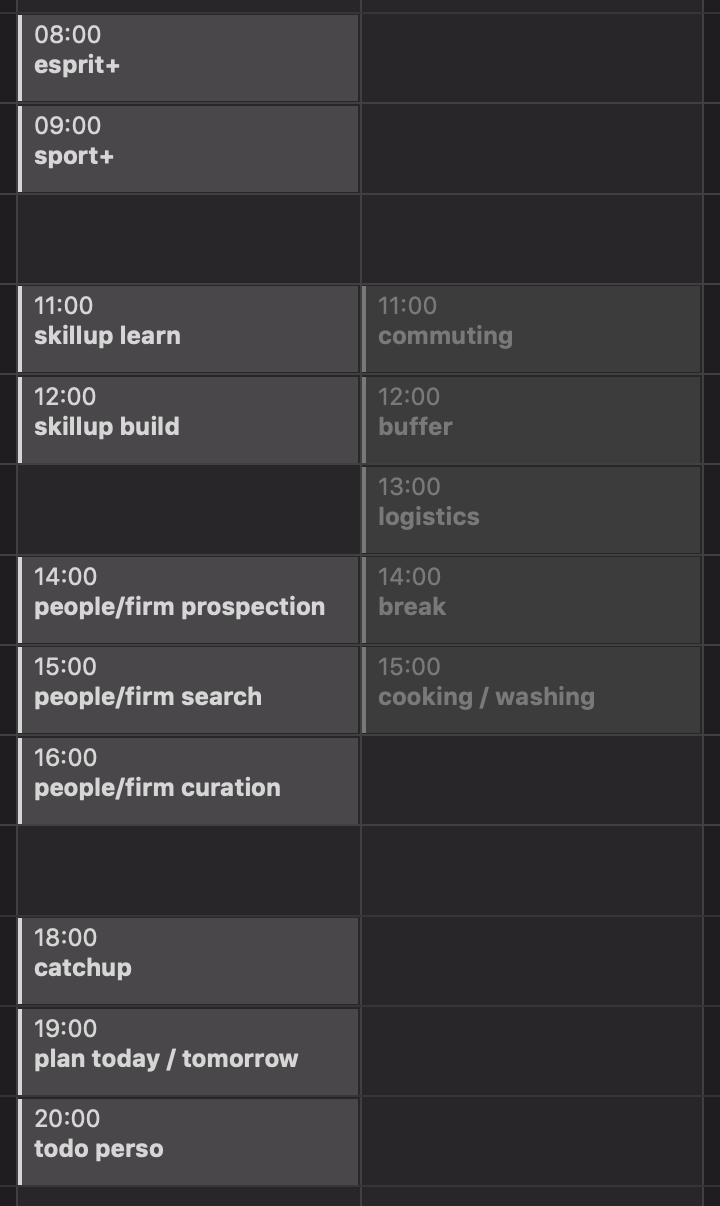 08:00
esprit+
09:00
sport+
11:00
skillup learn
12:00
skillup build
14:00
people/firm prospection
15:00
people/firm search
16:00
people/firm curation
18:00
catchup
19:00
plan today / tomorrow
20:00
todo perso
11:00
commuting
12:00
buffer
13:00
logistics
14:00
break
15:00
cooking / washing